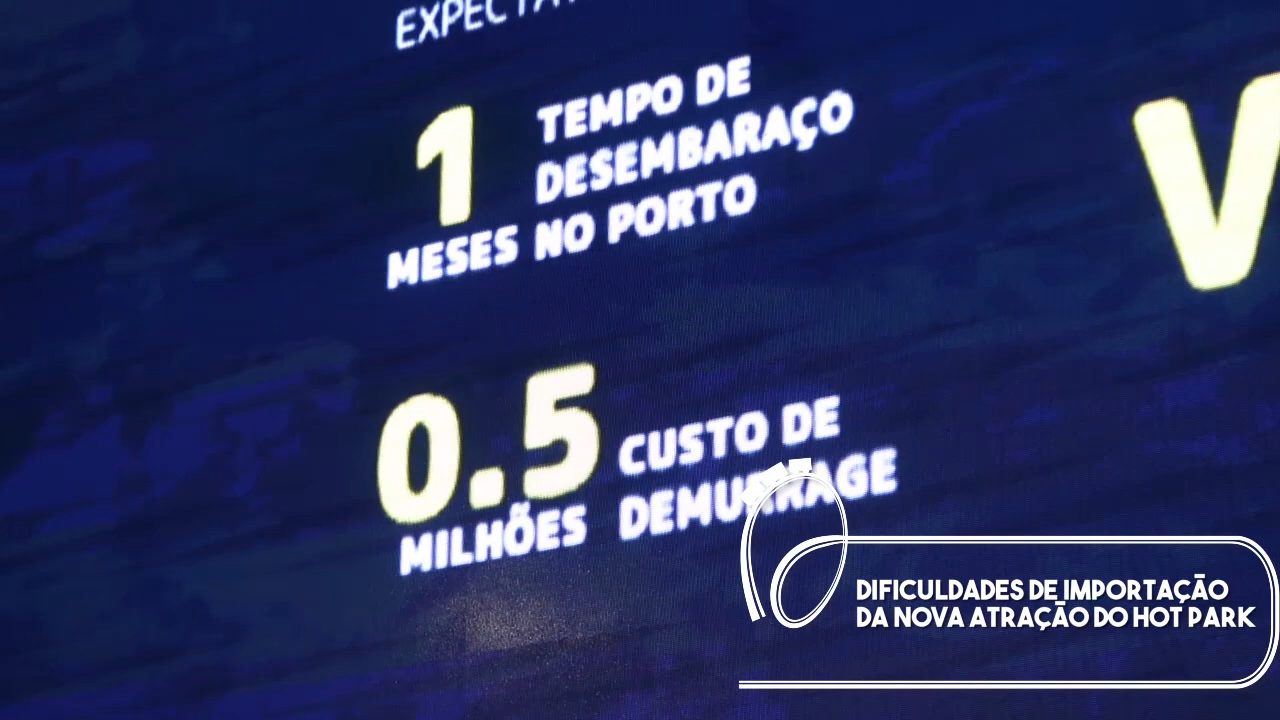 1
MESES
TEMPO DE
DESEMBARAÇO
NO PORTO
0.5
MILHÕES
CUSTO DE
DEMURRAGE
DIFICULDADES DE IMPORTAÇÃO
DA NOVA ATRAÇÃO DO HOT PARK